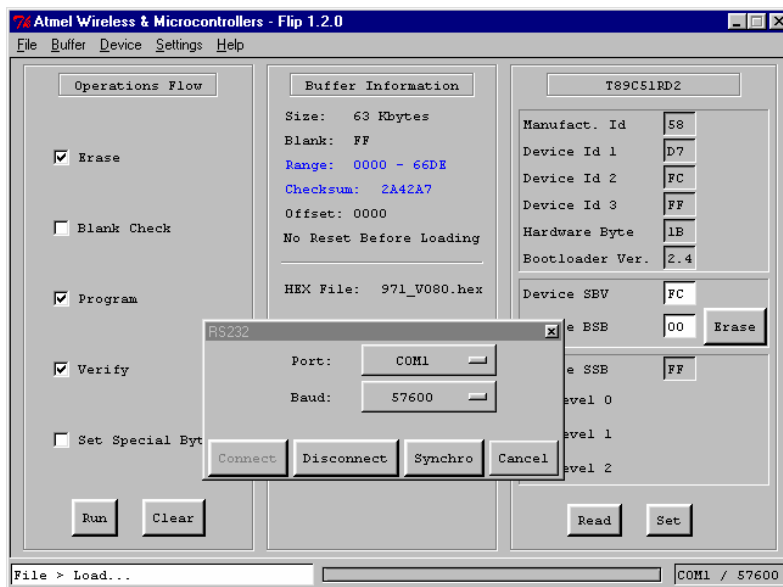 Atmel Wireless & Microcontrollers - Flip 1.2.0
File Buffer Device Settings Help
Operations Flow
Erase
Blank Check
Program
Verify
Set Special Byt
Run Clear
Buffer Information
Size: 63 Kbytes
Blank: FF
Range: 0000 - 66DE
Checksum: 2A42A7
Offset: 0000
No Reset Before Loading
HEX File: 971_V080.hex
T89C51RD2
Manufact. Id 58
Device Id 1 D7
Device Id 2 FC
Device Id 3 FF
Hardware Byte 1B
Bootloader Ver. 2.4
Device SBV FC
e BSB 00 Erase
e SSB FF
evel 0
evel 1
evel 2
Read Set
RS232
Port: COM1
Baud: 57600
Connect Disconnect Synchro Cancel
File > Load...
COM1 / 57600